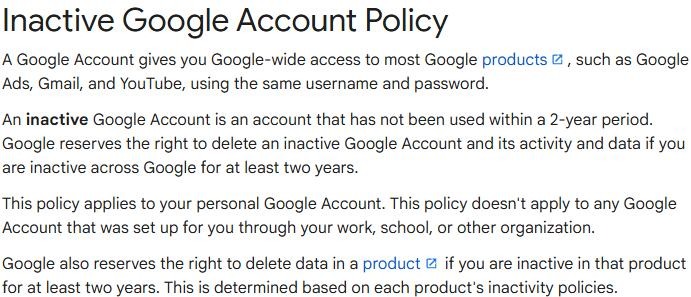 Inactive Google Account Policy
A Google Account gives you Google-wide access to most Google products , such as Google
Ads, Gmail, and YouTube, using the same username and password.
An inactive Google Account is an account that has not been used within a 2-year period.
Google reserves the right to delete an inactive Google Account and its activity and data if you
are inactive across Google for at least two years.
This policy applies to your personal Google Account. This policy doesn't apply to any Google
Account that was set up for you through your work, school, or other organization.
Google also reserves the right to delete data in a product if you are inactive in that product
for at least two years. This is determined based on each product's inactivity policies.